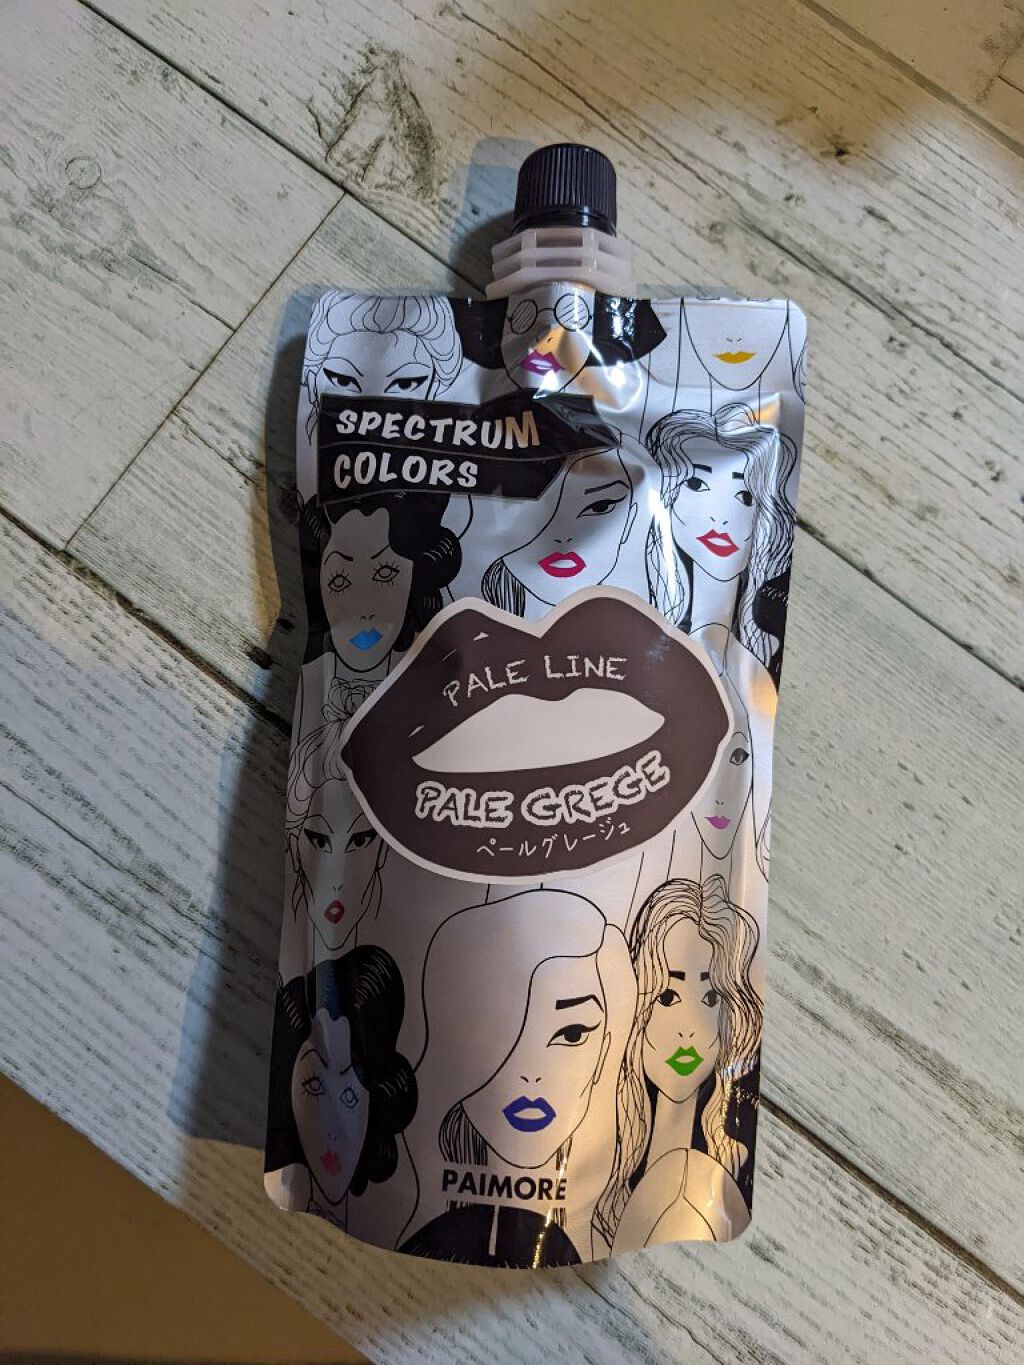 SPECTRUM
COLORS
PALE LINE
PALE GREGE
ペールグレージュ
PAIMORE